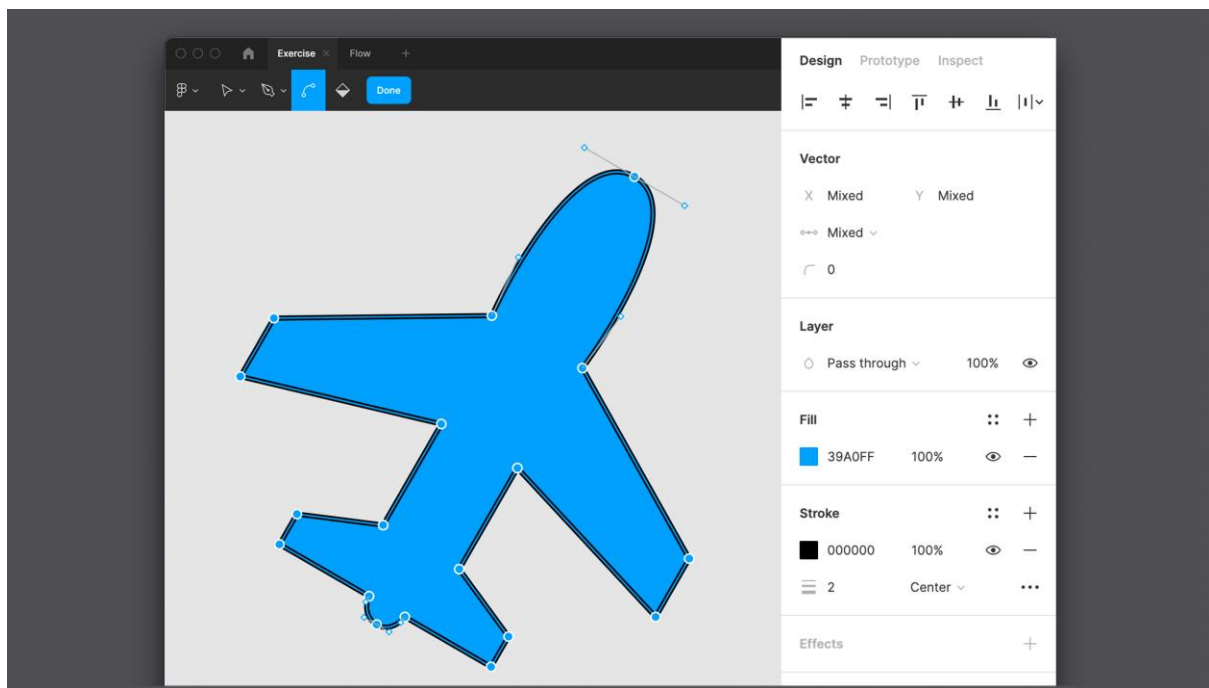 Exercise × Flow +
Done
Design Prototype Inspect
Vector
X Mixed Y Mixed
Mixed
0
Layer
Pass through 100%
Fill
39A0FF 100%
Stroke
000000 100%
2 Center
Effects